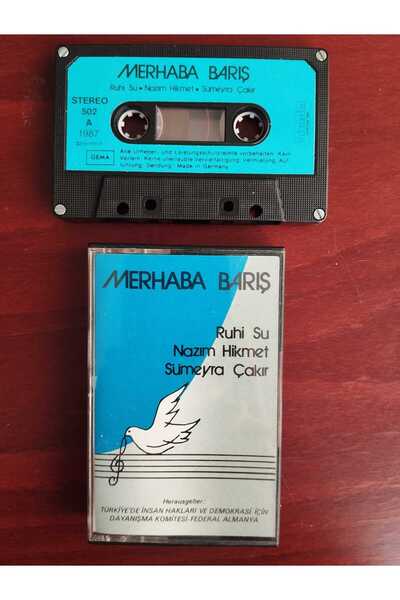 MERHABA BARIŞ
Ruhi Su • Nazım Hikmet • Sümeyra Çakır
STEREO
502
A
1987
GEMA
Alle Urheber- und Leistungsschutzrechte vorbehalten. Kein
Verleih! Keine unerlaubte Vervielfältigung, Vermietung, Auf-
führung, Sendung! Made in Germany
MERHABA BARIŞ
Ruhi Su
Nazım Hikmet
Sümeyra Çakır
Herausgeber:
TÜRKİYE'DE İNSAN HAKLARI VE DEMOKRASİ İÇİN
DAYANIŞMA KOMİTESİ-FEDERAL ALMANYA